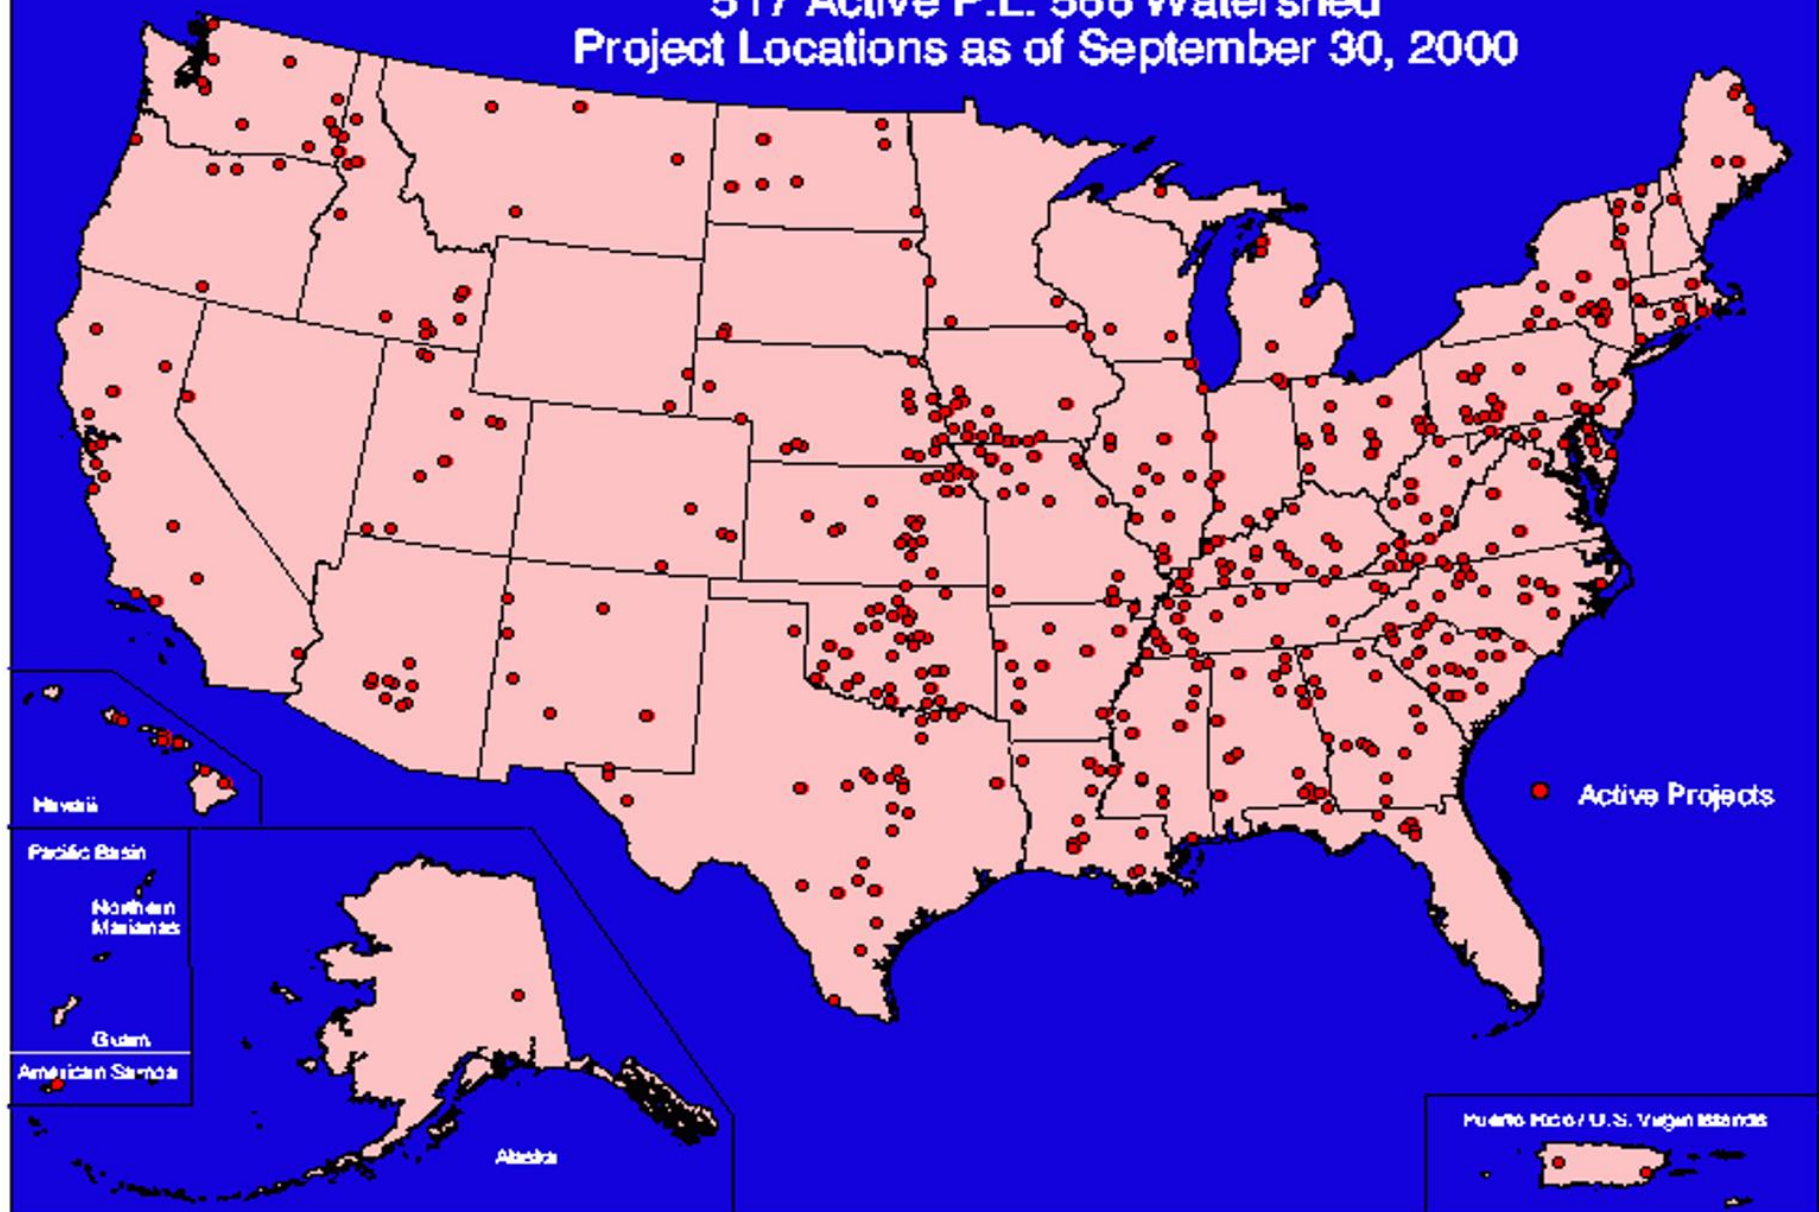 517 Active P.L. 566 Watershed
Project Locations as of September 30, 2000
Active Projects
Hawaii
Pacific Basin
Northern
Marianas
Guam
American Samoa
Alaska
Puerto Rico / U.S. Virgin Islands